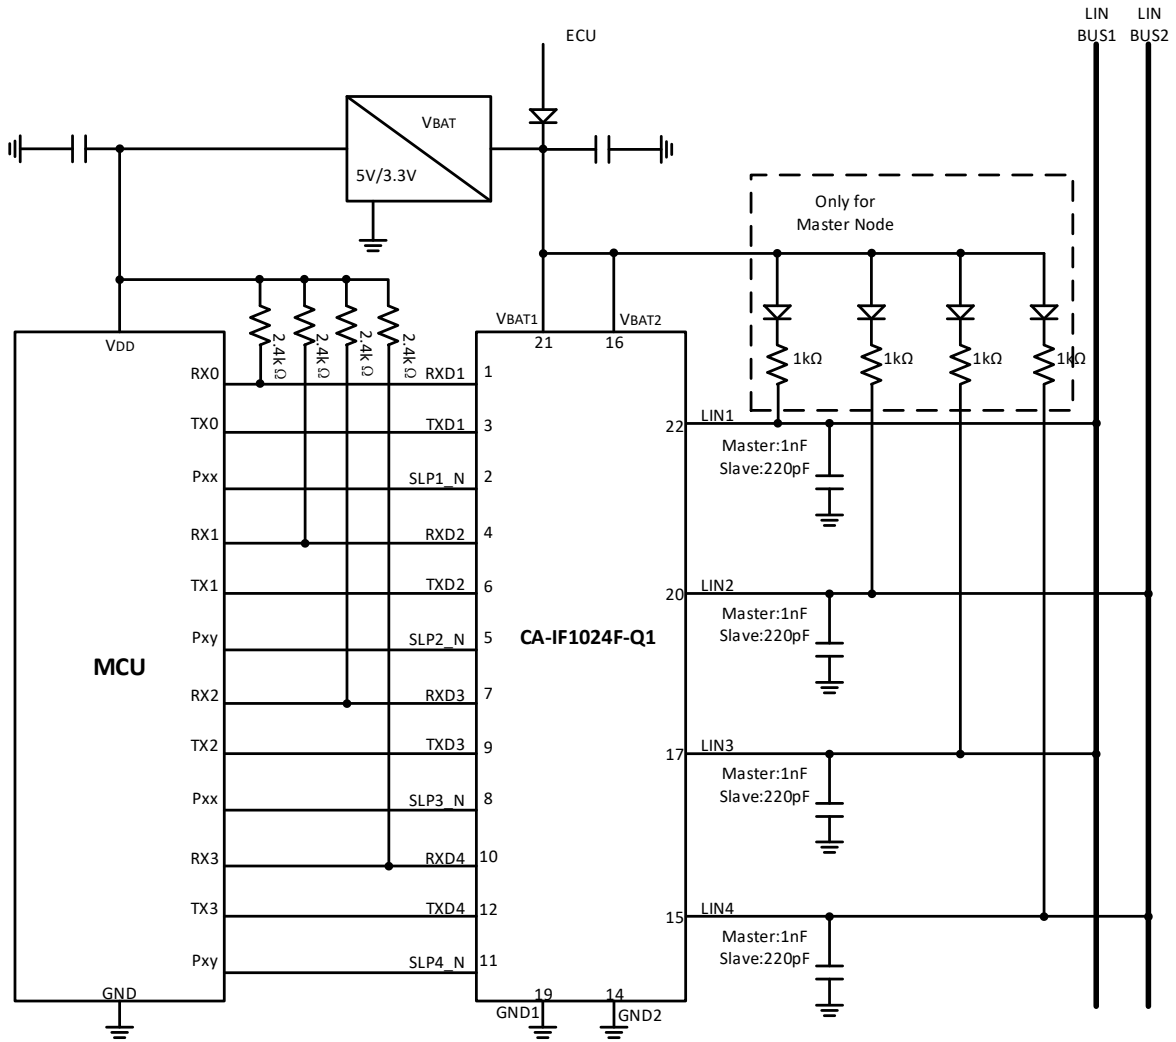 LIN LIN
BUS1 BUS2
ECU
VBAT
5V/3.3V
Only for
Master Node
VBAT1 VBAT2
VDD 21 16
2.4kΩ 2.4kΩ 2.4kΩ 2.4kΩ
1kΩ 1kΩ 1kΩ 1kΩ
RX0 RXD1 1
LIN1
TX0 TXD1 3 22
Master:1nF
Slave:220pF
Pxx SLP1_N 2
RX1 RXD2 4
TX1 TXD2 6 20 LIN2
Master:1nF
Slave:220pF
Pxy SLP2_N 5 CA-IF1024F-Q1
MCU
RX2 RXD3 7
TX2 TXD3 9 17 LIN3
Master:1nF
Slave:220pF
Pxx SLP3_N 8
RX3 RXD4 10
TX3 TXD4 12 15 LIN4
Master:1nF
Slave:220pF
Pxy SLP4_N 11
GND 19 14
GND1 GND2